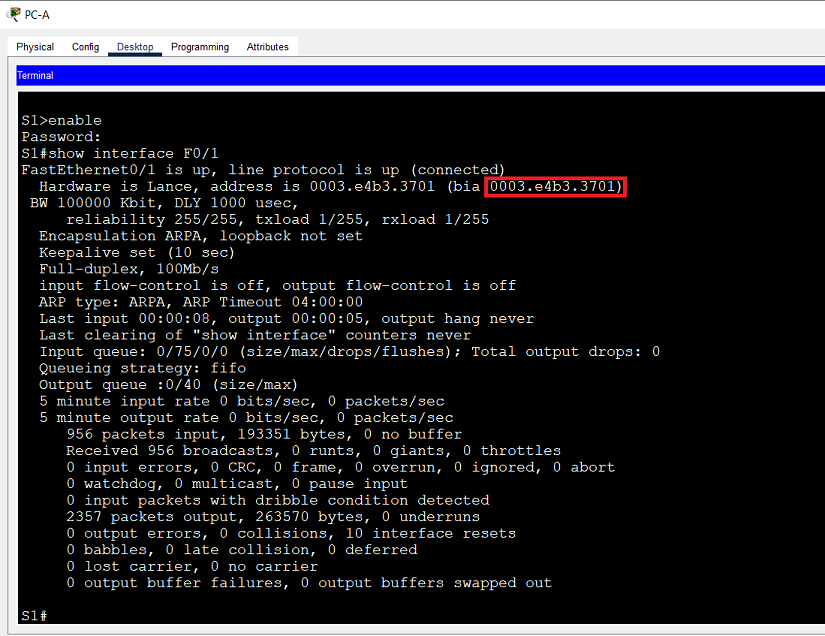 PC-A
Physical Config Desktop Programming Attributes
Terminal
S1>enable
Password:
S1#show interface F0/1
FastEthernet0/1 is up, line protocol is up (connected)
Hardware is Lance, address is 0003.e4b3.3701 (bia 0003.e4b3.3701)
BW 100000 Kbit, DLY 1000 usec,
reliability 255/255, txload 1/255, rxload 1/255
Encapsulation ARPA, loopback not set
Keepalive set (10 sec)
Full-duplex, 100Mb/s
input flow-control is off, output flow-control is off
ARP type: ARPA, ARP Timeout 04:00:00
Last input 00:00:08, output 00:00:05, output hang never
Last clearing of "show interface" counters never
Input queue: 0/75/0/0 (size/max/drops/flushes); Total output drops: 0
Queueing strategy: fifo
Output queue :0/40 (size/max)
5 minute input rate 0 bits/sec, 0 packets/sec
5 minute output rate 0 bits/sec, 0 packets/sec
956 packets input, 193351 bytes, 0 no buffer
Received 956 broadcasts, 0 runts, 0 giants, 0 throttles
0 input errors, 0 CRC, 0 frame, 0 overrun, 0 ignored, 0 abort
0 watchdog, 0 multicast, 0 pause input
0 input packets with dribble condition detected
2357 packets output, 263570 bytes, 0 underruns
0 output errors, 0 collisions, 10 interface resets
0 babbles, 0 late collision, 0 deferred
0 lost carrier, 0 no carrier
0 output buffer failures, 0 output buffers swapped out
S1#